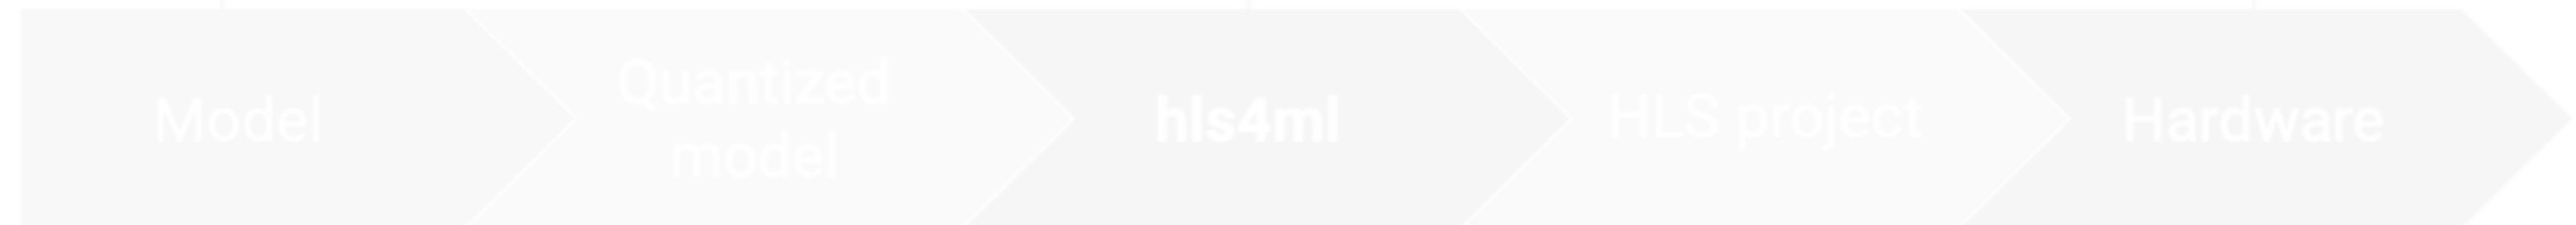 Model
Quantized
model
hls4ml
HLS project
Hardware